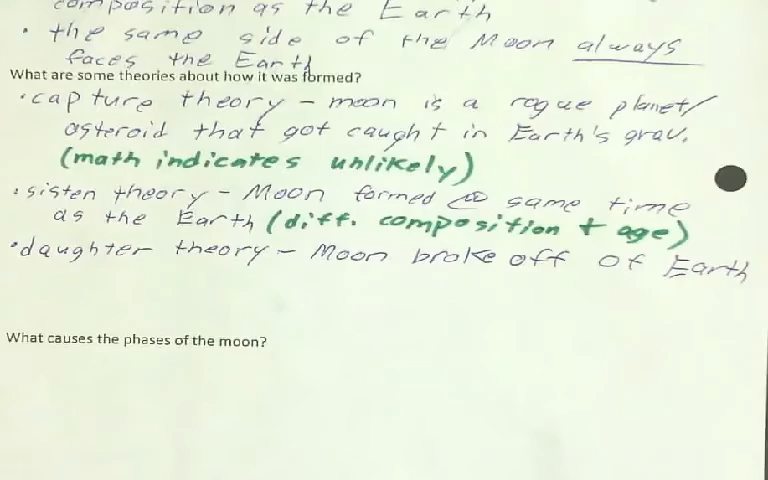 composition as the Earth
• the same side of the Moon always
faces the Earth
What are some theories about how it was formed?
• capture theory – moon is a rogue planet/
asteroid that got caught in Earth's grav.
(math indicates unlikely)
• sister theory – Moon formed @ same time
as the Earth (diff. composition + age)
• daughter theory – Moon broke off of Earth
What causes the phases of the moon?